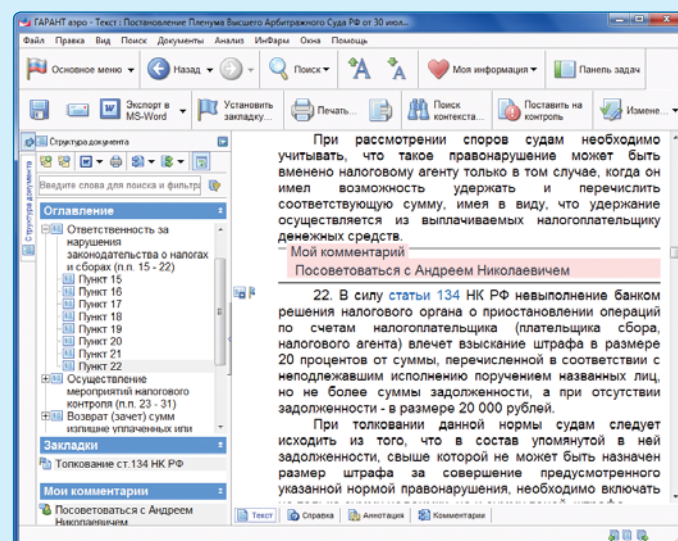 ГАРАНТ аэро - Текст : Постановление Пленума Высшего Арбитражного Суда РФ от 30 июл...
Файл Правка Вид Поиск Документы Анализ ИнФарм Окна Помощь
Основное меню Назад Поиск А А Моя информация Панель задач
Экспорт в MS-Word Установить закладку... Печать... Поиск контекста... Поставить на контроль Измене...
Структура документа
Структура документа
Введите слова для поиска и фильтр
Оглавление
Ответственность за
нарушения
законодательства о налогах
и сборах (п.п. 15 - 22)
Пункт 15
Пункт 16
Пункт 17
Пункт 18
Пункт 19
Пункт 20
Пункт 21
Пункт 22
Осуществление
мероприятий налогового
контроля (п.п. 23 - 31)
Возврат (зачет) сумм
излишне уплаченных или
Закладки
Толкование ст.134 НК РФ
Мои комментарии
Посоветоваться с Андреем
Николаевичем
При рассмотрении споров судам необходимо
учитывать, что такое правонарушение может быть
вменено налоговому агенту только в том случае, когда он
имел возможность удержать и перечислить
соответствующую сумму, имея в виду, что удержание
осуществляется из выплачиваемых налогоплательщику
денежных средств.
Мой комментарий
Посоветоваться с Андреем Николаевичем
22. В силу статьи 134 НК РФ невыполнение банком
решения налогового органа о приостановлении операций
по счетам налогоплательщика (плательщика сбора,
налогового агента) влечет взыскание штрафа в размере
20 процентов от суммы, перечисленной в соответствии с
неподлежавшим исполнению поручением названных лиц,
но не более суммы задолженности, а при отсутствии
задолженности - в размере 20 000 рублей.
При толковании данной нормы судам следует
исходить из того, что в состав упомянутой в ней
задолженности, свыше которой не может быть назначен
размер штрафа за совершение предусмотренного
указанной нормой правонарушения, необходимо включать
Текст Справка Аннотация Комментарии